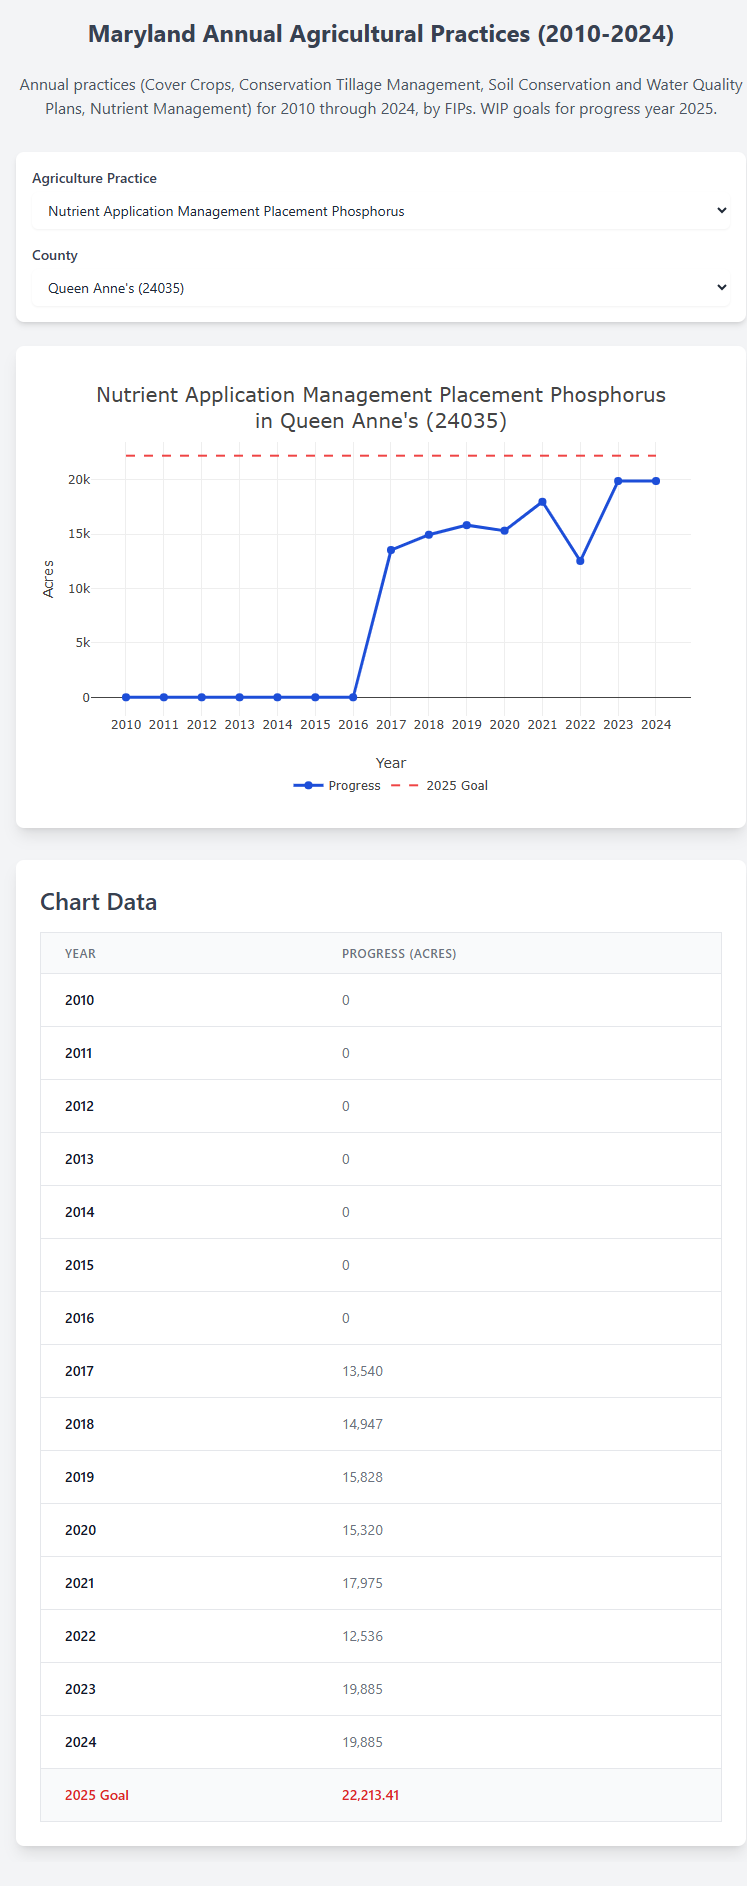 Maryland Annual Agricultural Practices (2010-2024)
Annual practices (Cover Crops, Conservation Tillage Management, Soil Conservation and Water Quality
Plans, Nutrient Management) for 2010 through 2024, by FIPs. WIP goals for progress year 2025.
Agriculture Practice
Nutrient Application Management Placement Phosphorus
County
Queen Anne's (24035)
Nutrient Application Management Placement Phosphorus
in Queen Anne's (24035)
20k
15k
10k
5k
0
Acres
2010 2011 2012 2013 2014 2015 2016 2017 2018 2019 2020 2021 2022 2023 2024
Year
Progress 2025 Goal
Chart Data
YEAR PROGRESS (ACRES)
2010 0
2011 0
2012 0
2013 0
2014 0
2015 0
2016 0
2017 13,540
2018 14,947
2019 15,828
2020 15,320
2021 17,975
2022 12,536
2023 19,885
2024 19,885
2025 Goal 22,213.41